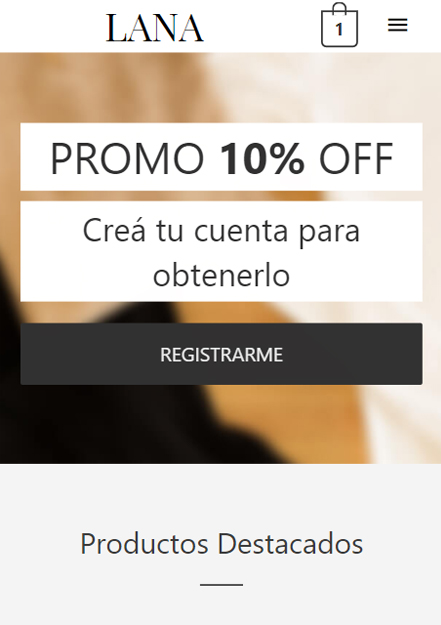 LANA
1
PROMO 10% OFF
Creá tu cuenta para
obtenerlo
REGISTRARME
Productos Destacados